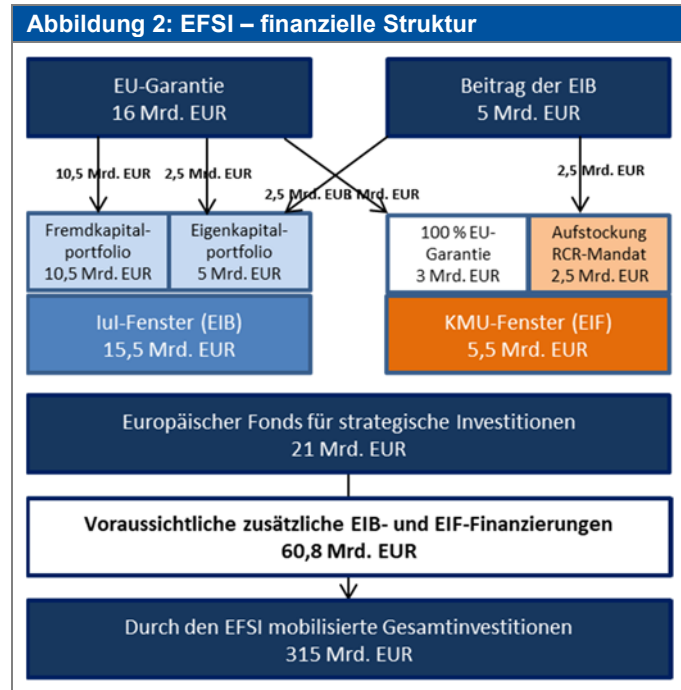 Abbildung 2: EFSI – finanzielle Struktur
EU-Garantie
16 Mrd. EUR
Beitrag der EIB
5 Mrd. EUR
10,5 Mrd. EUR
2,5 Mrd. EUR
2,5 Mrd. EUR
Mrd. EUR
2,5 Mrd. EUR
Fremdkapital-
portfolio
10,5 Mrd. EUR
Eigenkapital-
portfolio
5 Mrd. EUR
100 % EU-
Garantie
3 Mrd. EUR
Aufstockung
RCR-Mandat
2,5 Mrd. EUR
IuI-Fenster (EIB)
15,5 Mrd. EUR
KMU-Fenster (EIF)
5,5 Mrd. EUR
Europäischer Fonds für strategische Investitionen
21 Mrd. EUR
Voraussichtliche zusätzliche EIB- und EIF-Finanzierungen
60,8 Mrd. EUR
Durch den EFSI mobilisierte Gesamtinvestitionen
315 Mrd. EUR